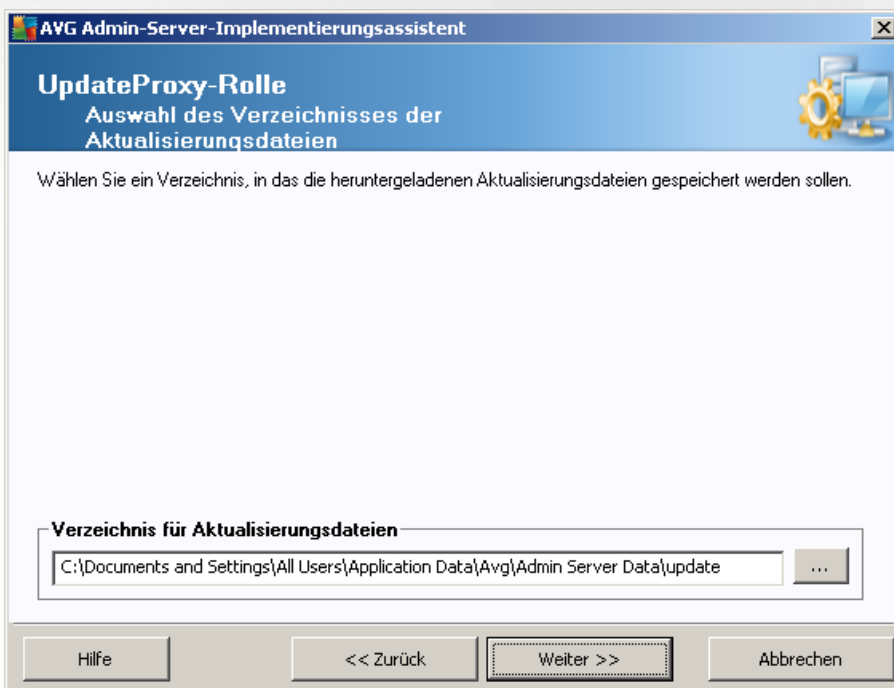 AVG Admin-Server-Implementierungsassistent
UpdateProxy-Rolle
Auswahl des Verzeichnisses der
Aktualisierungsdateien
Wählen Sie ein Verzeichnis, in das die heruntergeladenen Aktualisierungsdateien gespeichert werden sollen.
Verzeichnis für Aktualisierungsdateien
C:\Documents and Settings\All Users\Application Data\Avg\Admin Server Data\update
...
Hilfe
<< Zurück
Weiter >>
Abbrechen